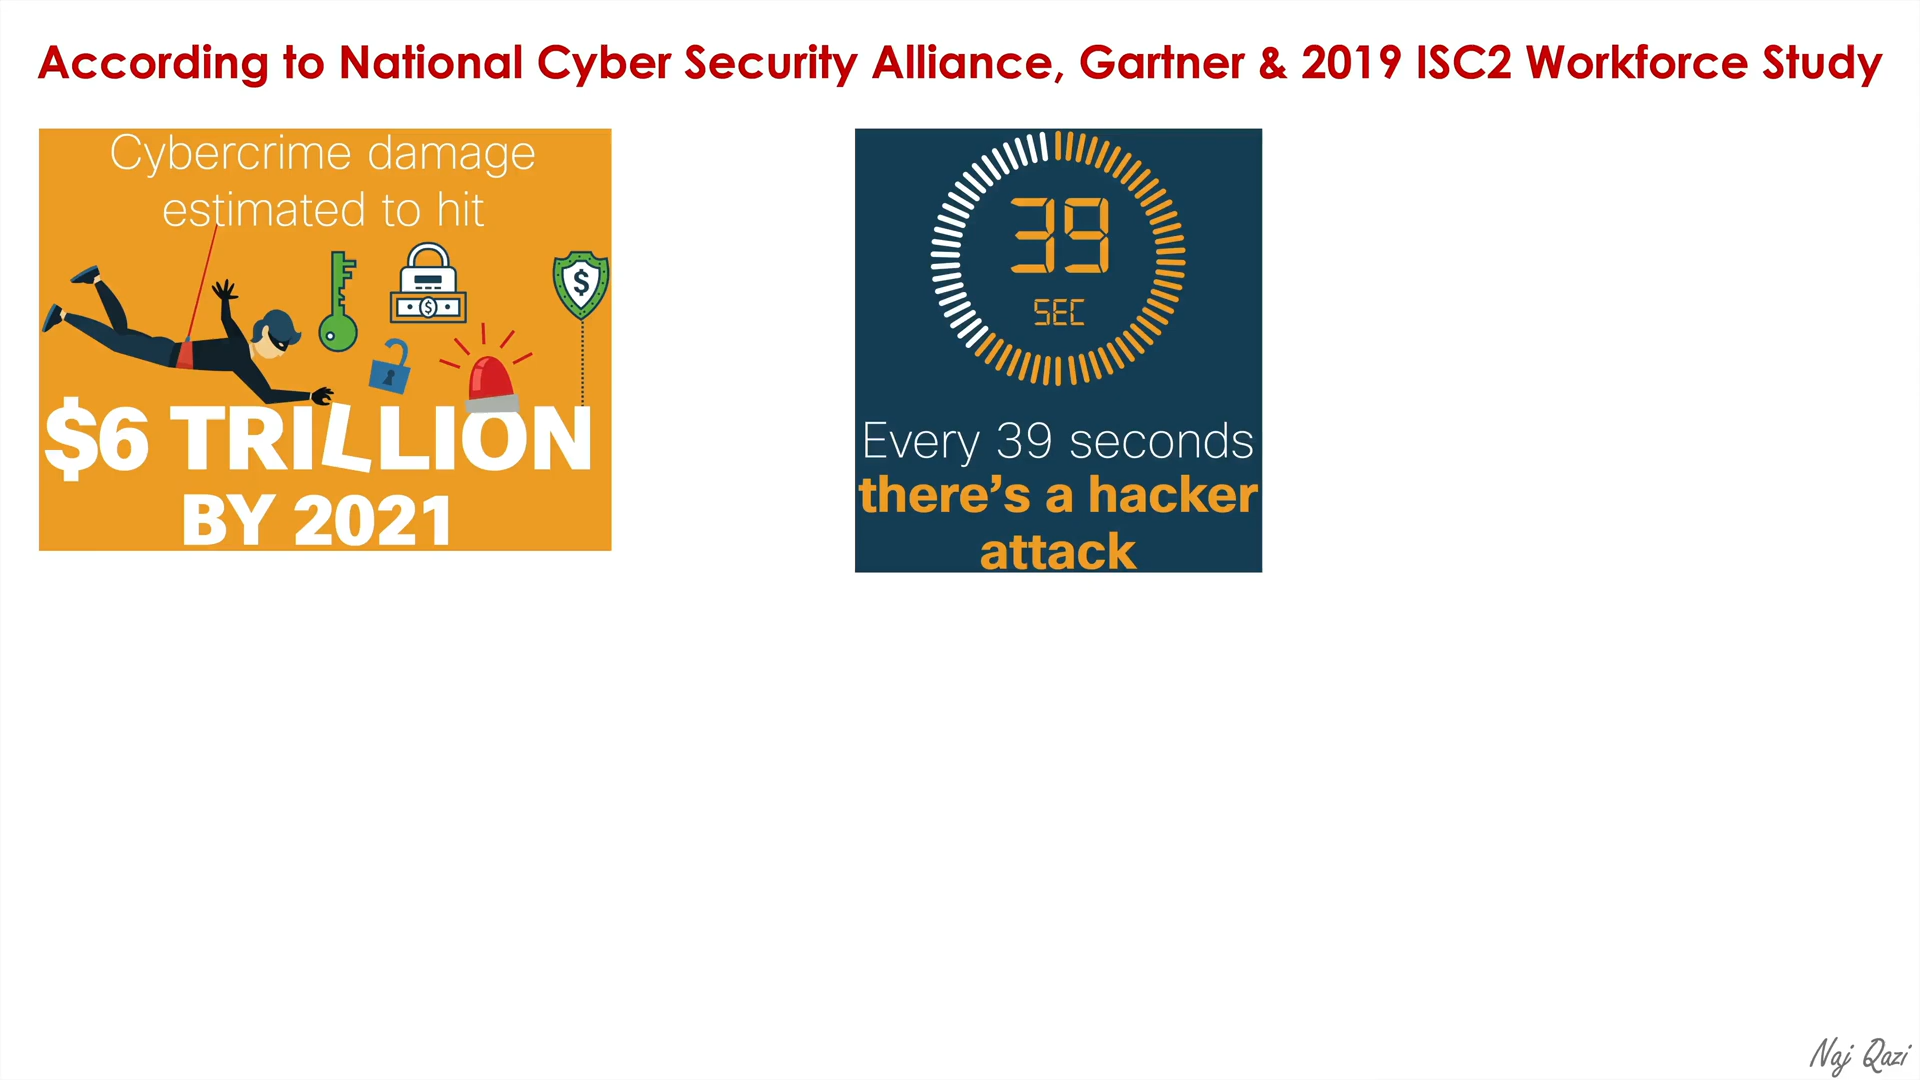 According to National Cyber Security Alliance, Gartner & 2019 ISC2 Workforce Study
Cybercrime damage
estimated to hit
$
$
$6 TRILLION
BY 2021
39
SEC
Every 39 seconds
there’s a hacker
attack
Naj Qazi